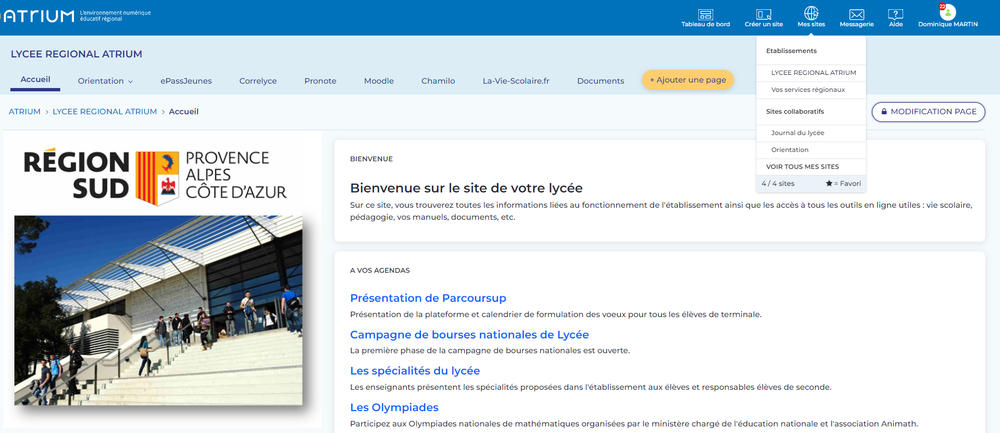 ATRIUM
L'environnement numérique
éducatif régional
Tableau de bord
Créer un site
Mes sites
Messagerie
Aide
22
Dominique MARTIN
LYCEE REGIONAL ATRIUM
Accueil
Orientation
ePassJeunes
Correlyce
Pronote
Moodle
Chamilo
La-Vie-Scolaire.fr
Documents
+ Ajouter une page
Etablissements
LYCEE REGIONAL ATRIUM
Vos services régionaux
Sites collaboratifs
Journal du lycée
Orientation
VOIR TOUS MES SITES
4 / 4 sites ★ = Favori
ATRIUM > LYCEE REGIONAL ATRIUM > Accueil
MODIFICATION PAGE
RÉGION
SUD
PROVENCE
ALPES
CÔTE D'AZUR
BIENVENUE
Bienvenue sur le site de votre lycée
Sur ce site, vous trouverez toutes les informations liées au fonctionnement de l'établissement ainsi que les accès à tous les outils en ligne utiles : vie scolaire,
pédagogie, vos manuels, documents, etc.
A VOS AGENDAS
Présentation de Parcoursup
Présentation de la plateforme et calendrier de formulation des voeux pour tous les élèves de terminale.
Campagne de bourses nationales de Lycée
La première phase de la campagne de bourses nationales est ouverte.
Les spécialités du lycée
Les enseignants présentent les spécialités proposées dans l'établissement aux élèves et responsables élèves de seconde.
Les Olympiades
Participez aux Olympiades nationales de mathématiques organisées par le ministère chargé de l'éducation nationale et l'association Animath.